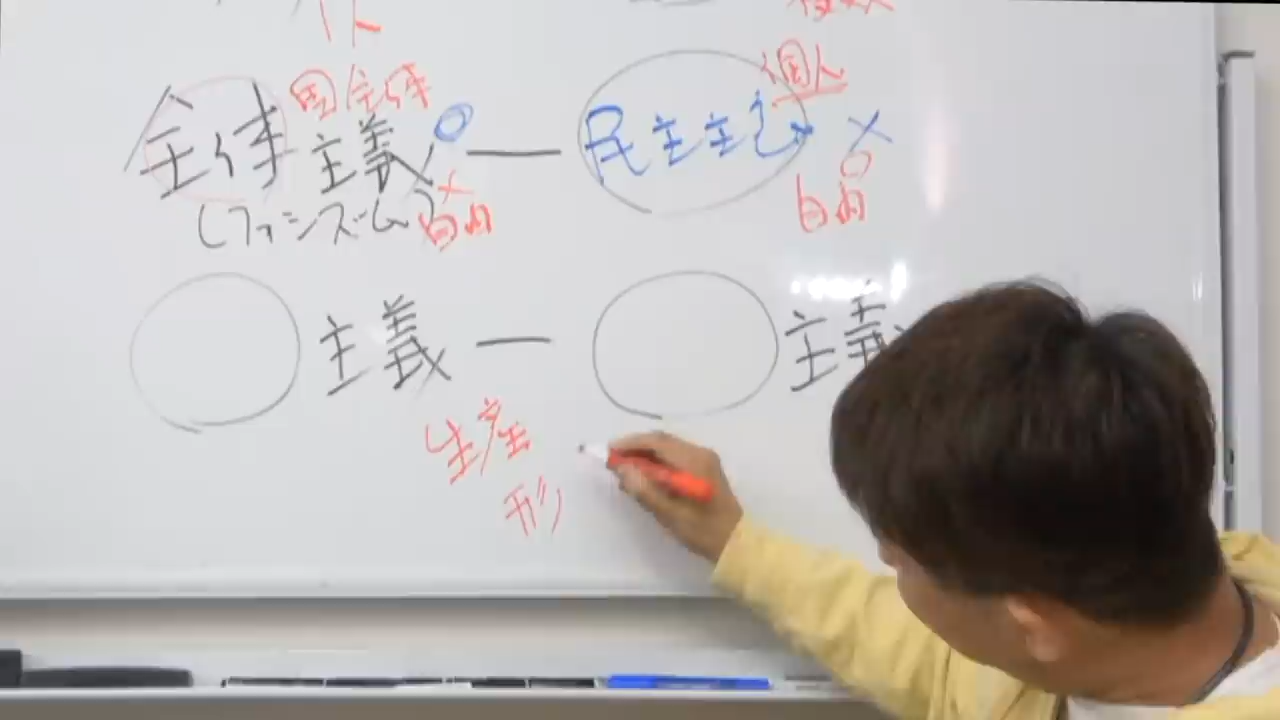 国主体 個人
全体主義 ○ — 民主主義 ×
(ファシズム) × 自由 ○ 自由
主義 — 主義
生産
形